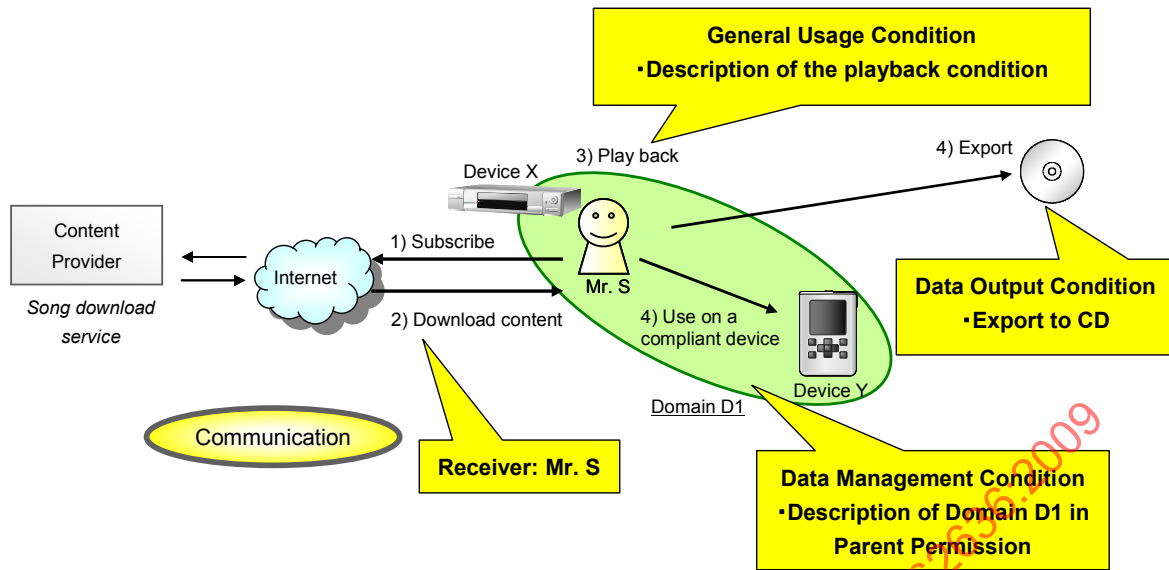 General Usage Condition
・Description of the playback condition
3) Play back
4) Export
Device X
Content
Provider
1) Subscribe
Internet
Mr. S
Data Output Condition
・Export to CD
Song download
service
2) Download content
4) Use on a
compliant device
Device Y
Domain D1
Communication
Receiver: Mr. S
Data Management Condition
・Description of Domain D1 in
Parent Permission
62636:2009